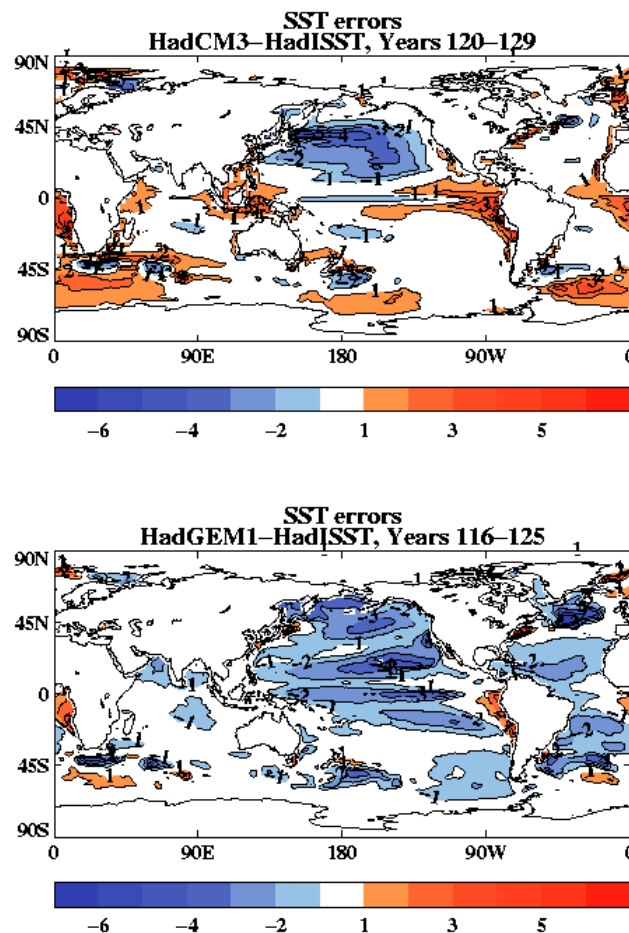 SST errors
HadCM3−HadISST, Years 120−129
90N
45N
0
45S
90S
0 90E 180 90W 0
−6 −4 −2 1 3 5
SST errors
HadGEM1−HadISST, Years 116−125
90N
45N
0
45S
90S
0 90E 180 90W 0
−6 −4 −2 1 3 5